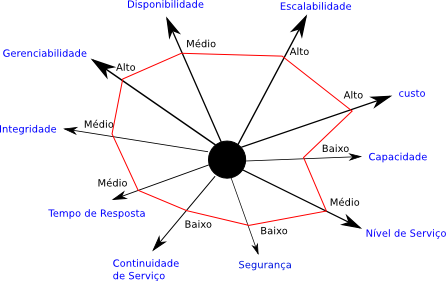 Disponibilidade
Escalabilidade
Médio
Alto
Gerenciabilidade
Alto
Alto
custo
Integridade
Médio
Baixo
Capacidade
Médio
Tempo de Resposta
Médio
Baixo
Baixo
Nível de Serviço
Continuidade
de Serviço
Segurança